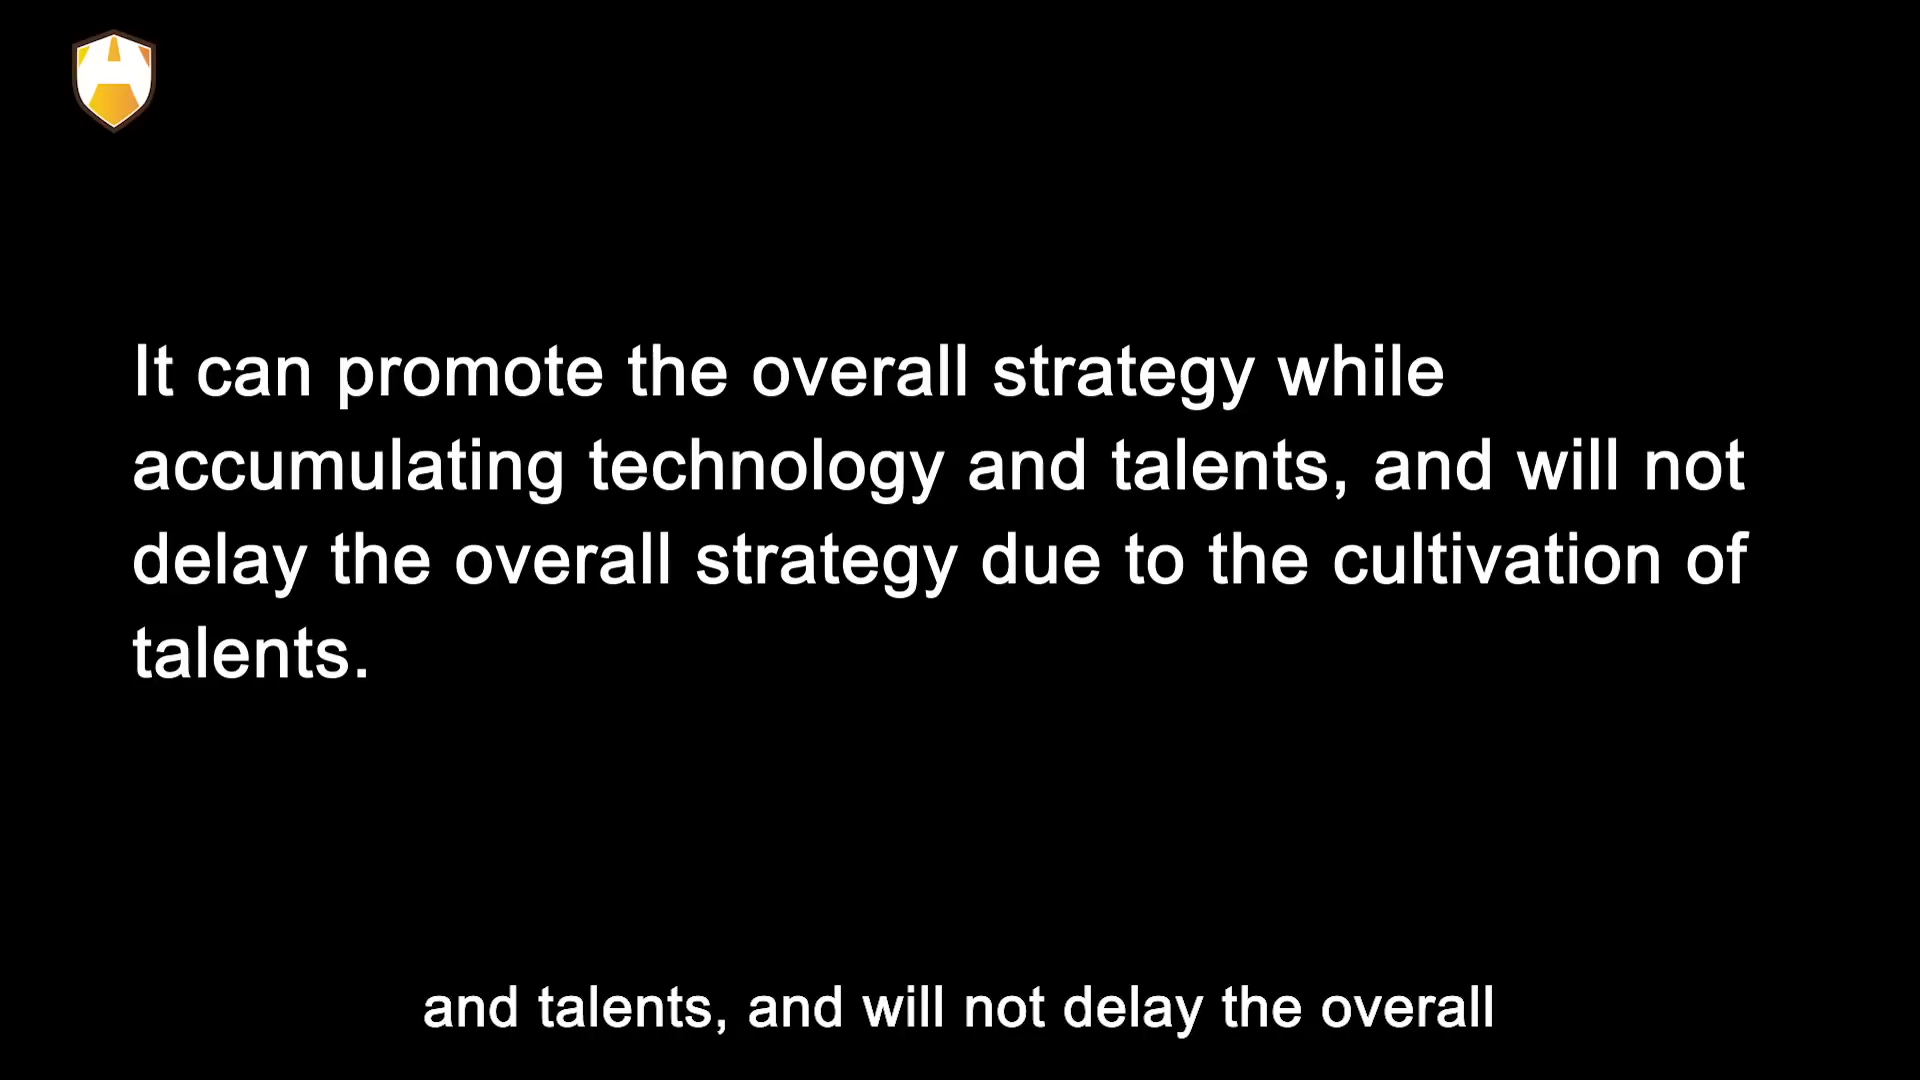 It can promote the overall strategy while
accumulating technology and talents, and will not
delay the overall strategy due to the cultivation of
talents.
and talents, and will not delay the overall